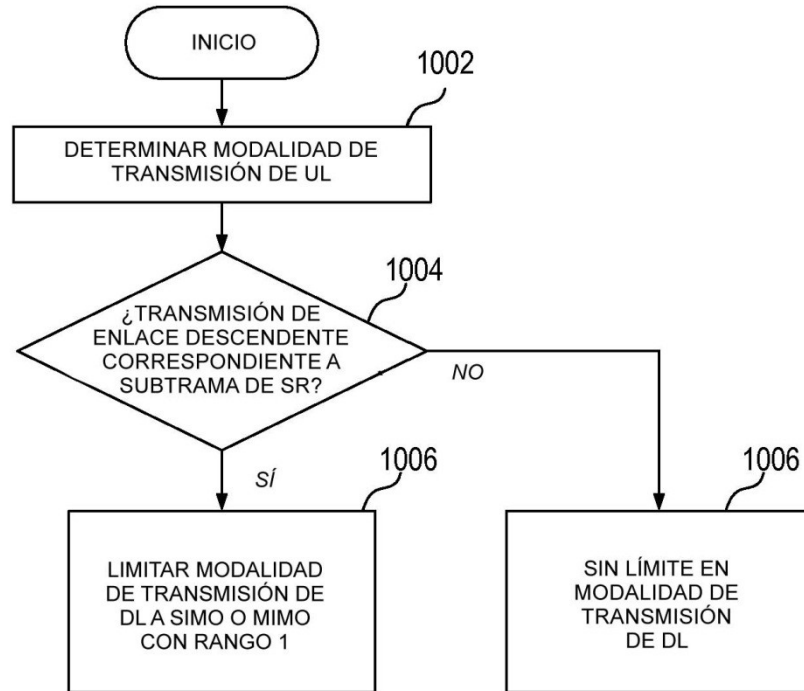 INICIO
1002
DETERMINAR MODALIDAD DE
TRANSMISIÓN DE UL
1004
¿TRANSMISIÓN DE
ENLACE DESCENDENTE
CORRESPONDIENTE A
SUBTRAMA DE SR?
NO
SÍ
1006
LIMITAR MODALIDAD
DE TRANSMISIÓN DE
DL A SIMO O MIMO
CON RANGO 1
1006
SIN LÍMITE EN
MODALIDAD DE
TRANSMISIÓN
DE DL